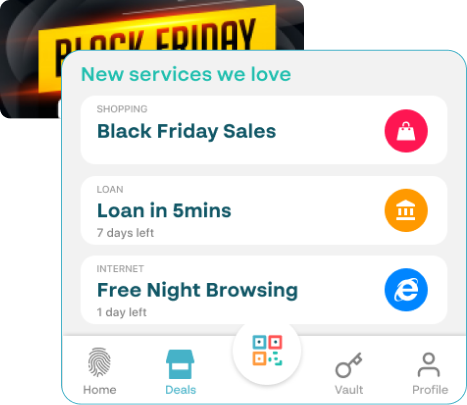 BLACK FRIDAY
New services we love
SHOPPING
Black Friday Sales
LOAN
Loan in 5mins
7 days left
INTERNET
Free Night Browsing
1 day left
Home
Deals
Vault
Profile